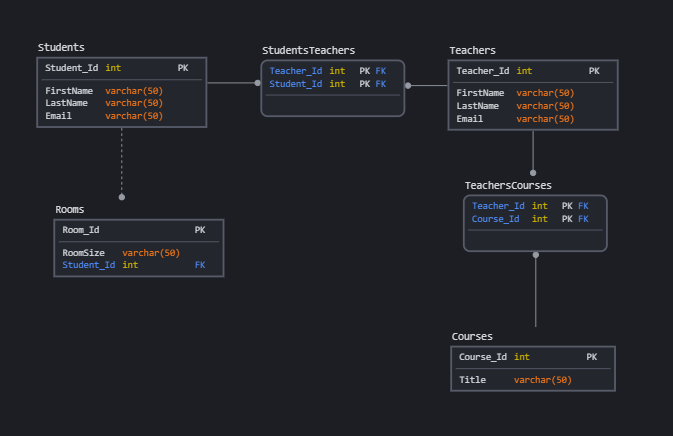 Students
Student_Id int PK
FirstName varchar(50)
LastName varchar(50)
Email varchar(50)
StudentsTeachers
Teacher_Id int PK FK
Student_Id int PK FK
Teachers
Teacher_Id int PK
FirstName varchar(50)
LastName varchar(50)
Email varchar(50)
Rooms
Room_Id PK
RoomSize varchar(50)
Student_Id int FK
TeachersCourses
Teacher_Id int PK FK
Course_Id int PK FK
Courses
Course_Id int PK
Title varchar(50)